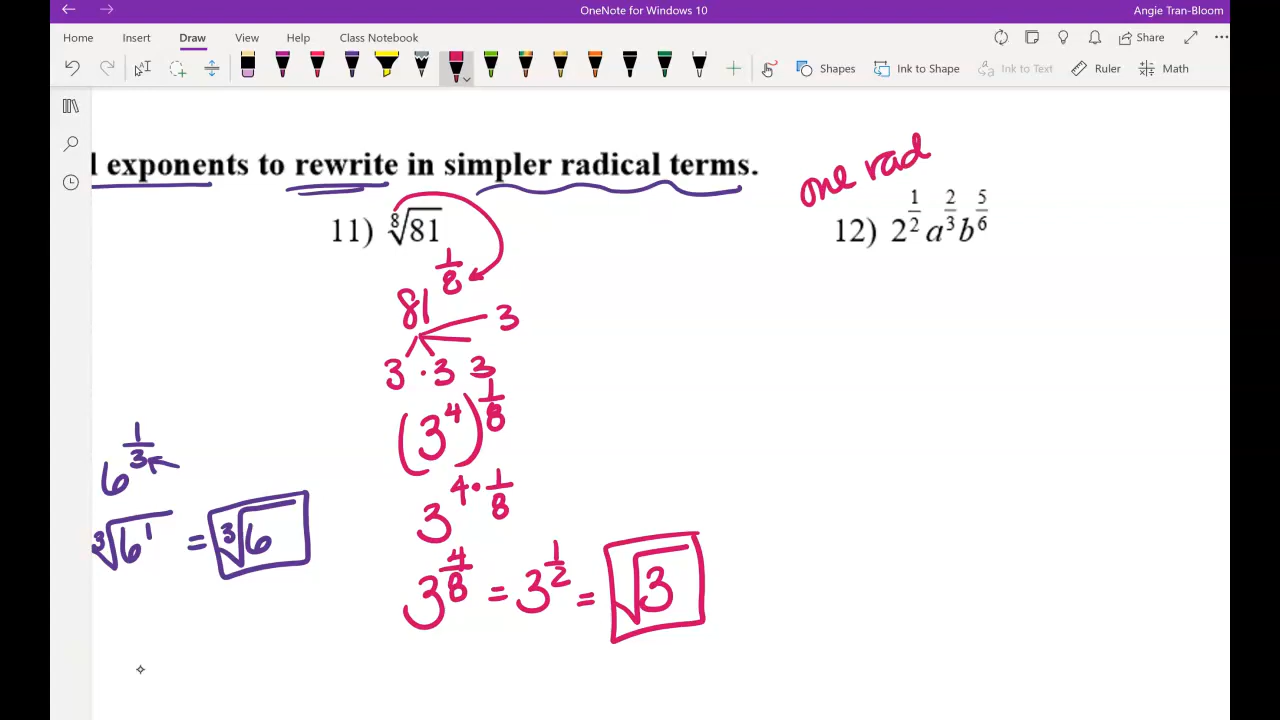 OneNote for Windows 10
Angie Tran-Bloom
Home Insert Draw View Help Class Notebook
Share
Shapes Ink to Shape Ink to Text Ruler Math
l exponents to rewrite in simpler radical terms.
one rad
11) ⁸√81
12) 2^(1/2) a^(2/3) b^(5/6)
81^(1/8)
3
3 · 3 3
(3⁴)^(1/8)
3^(4·1/8)
3^(4/8) = 3^(1/2) = √3
6^(1/3)
³√6¹ = ³√6